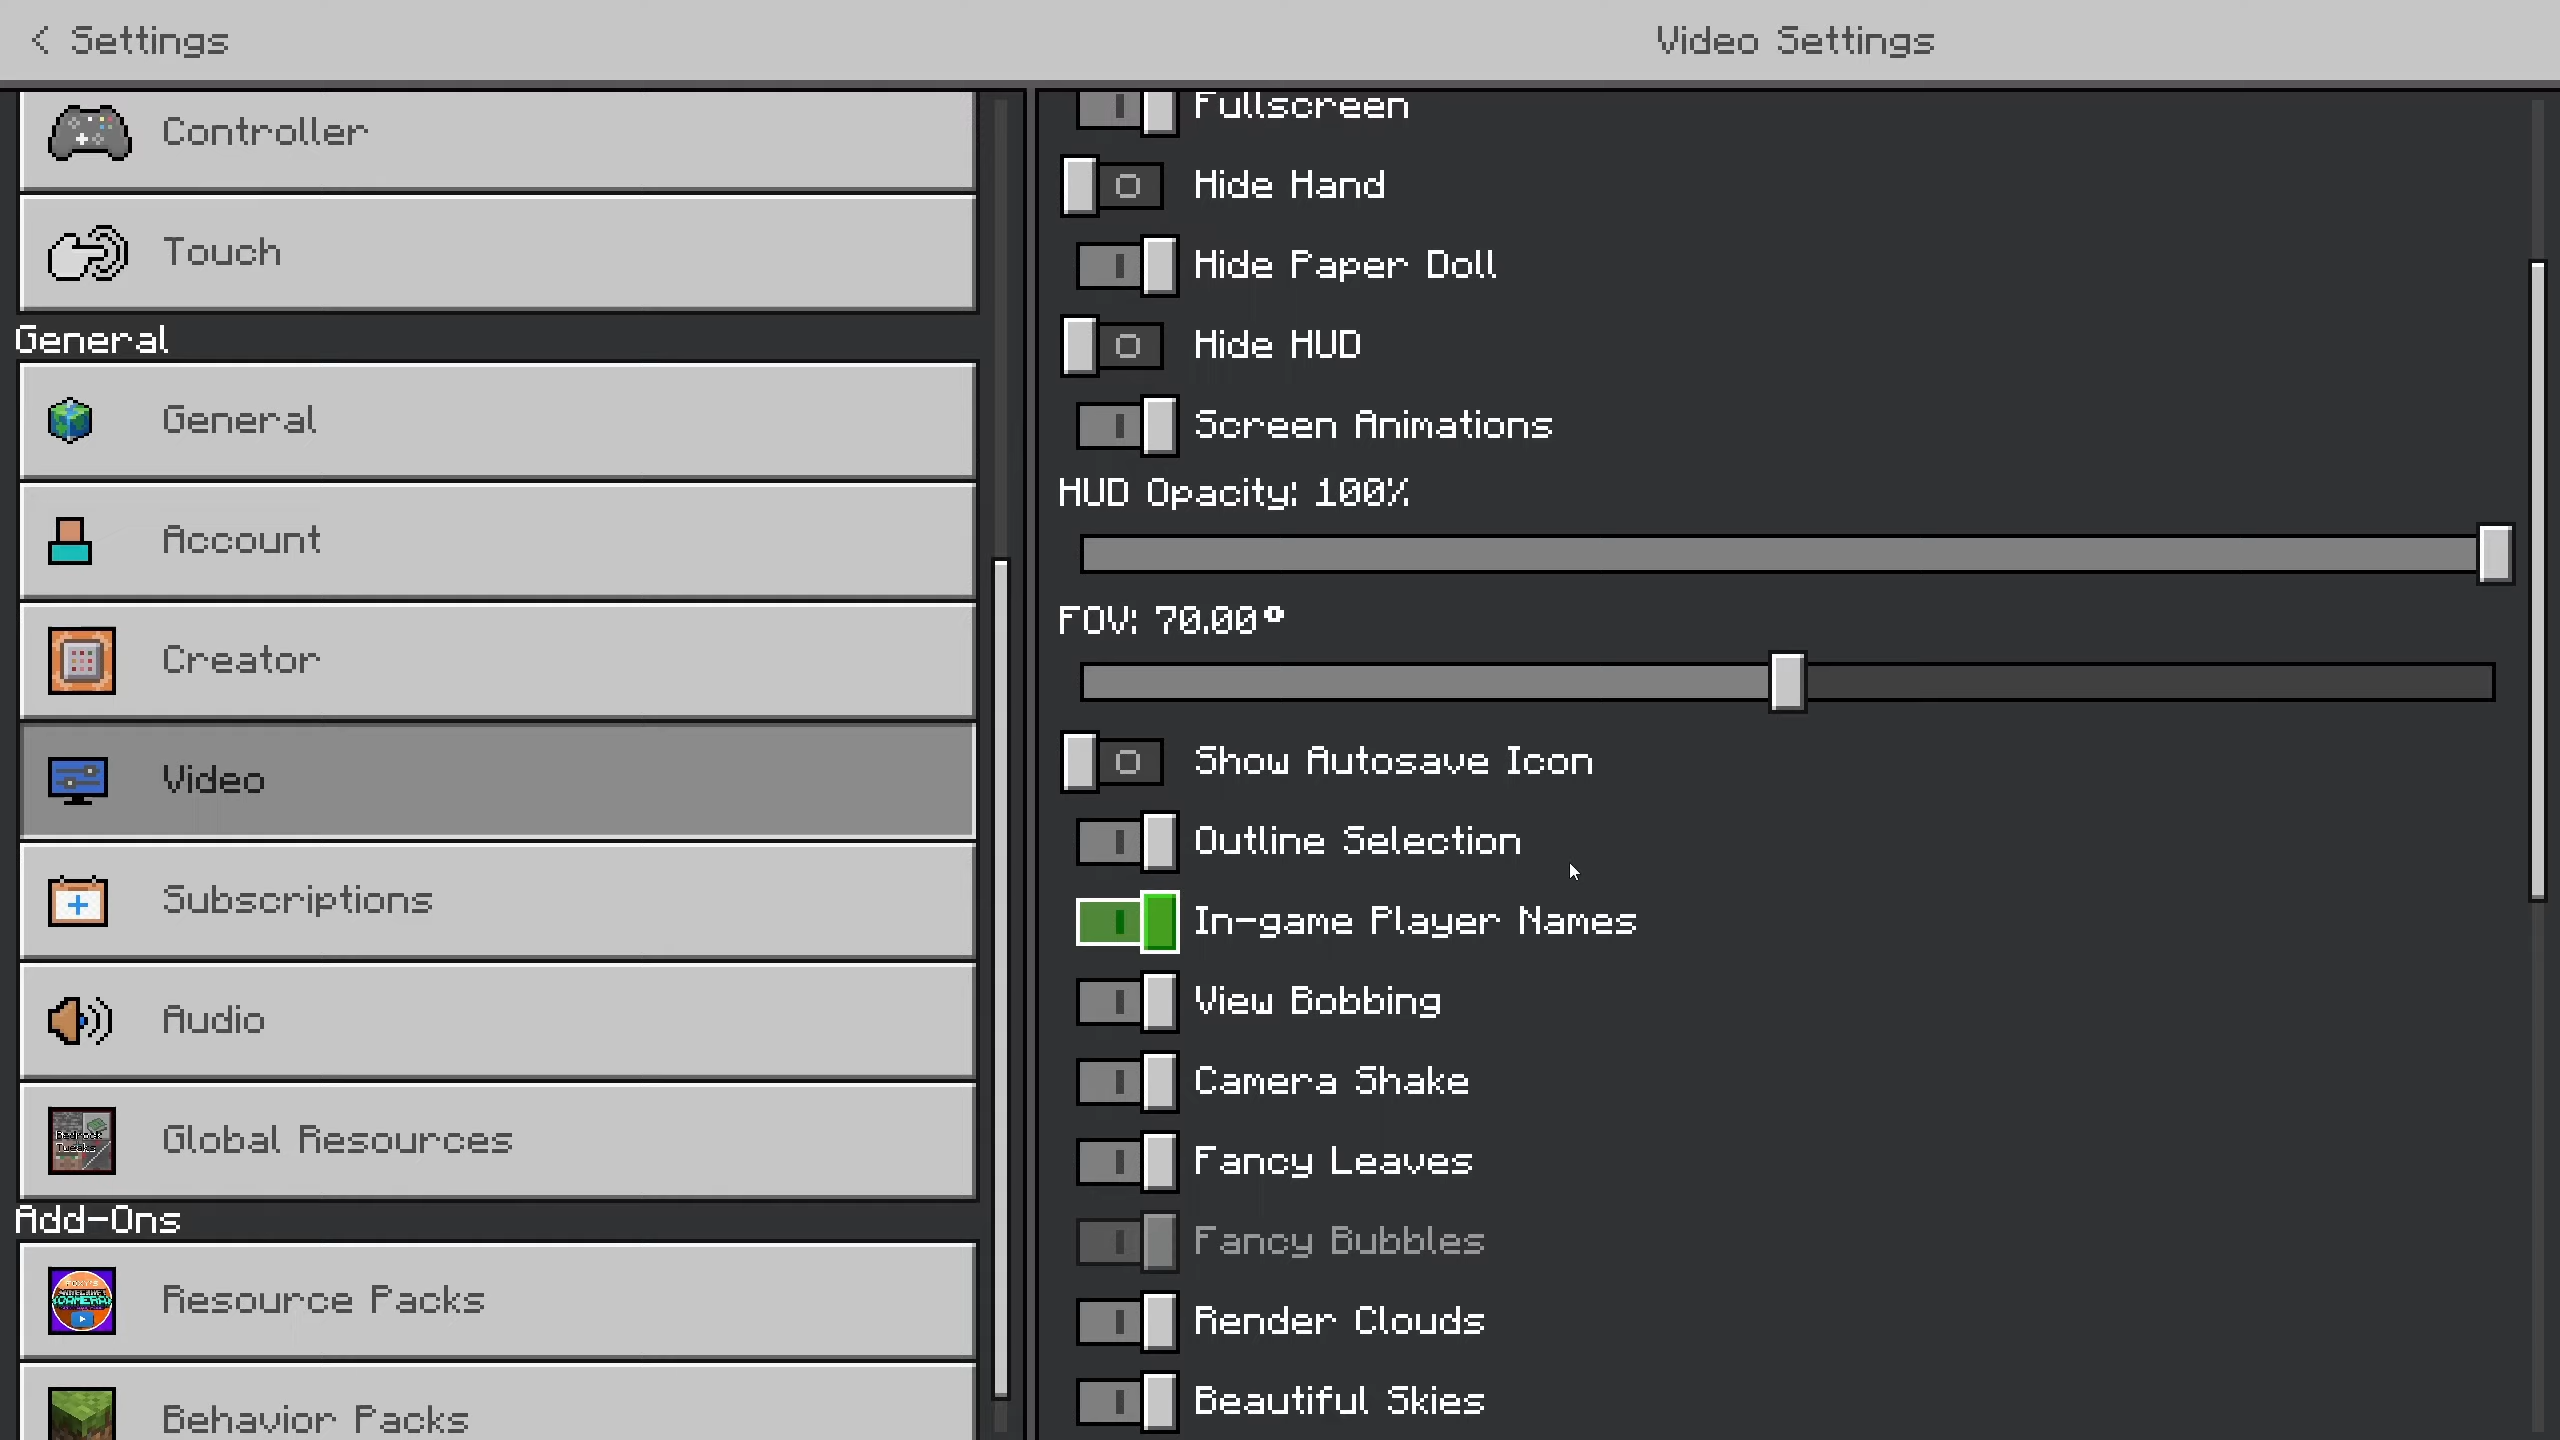 Settings
Video Settings
Controller
Touch
General
General
Account
Creator
Video
Subscriptions
Audio
Global Resources
Add-Ons
Resource Packs
Behavior Packs
Fullscreen
Hide Hand
Hide Paper Doll
Hide HUD
Screen Animations
HUD Opacity: 100%
FOV: 70.00°
Show Autosave Icon
Outline Selection
In-game Player Names
View Bobbing
Camera Shake
Fancy Leaves
Fancy Bubbles
Render Clouds
Beautiful Skies